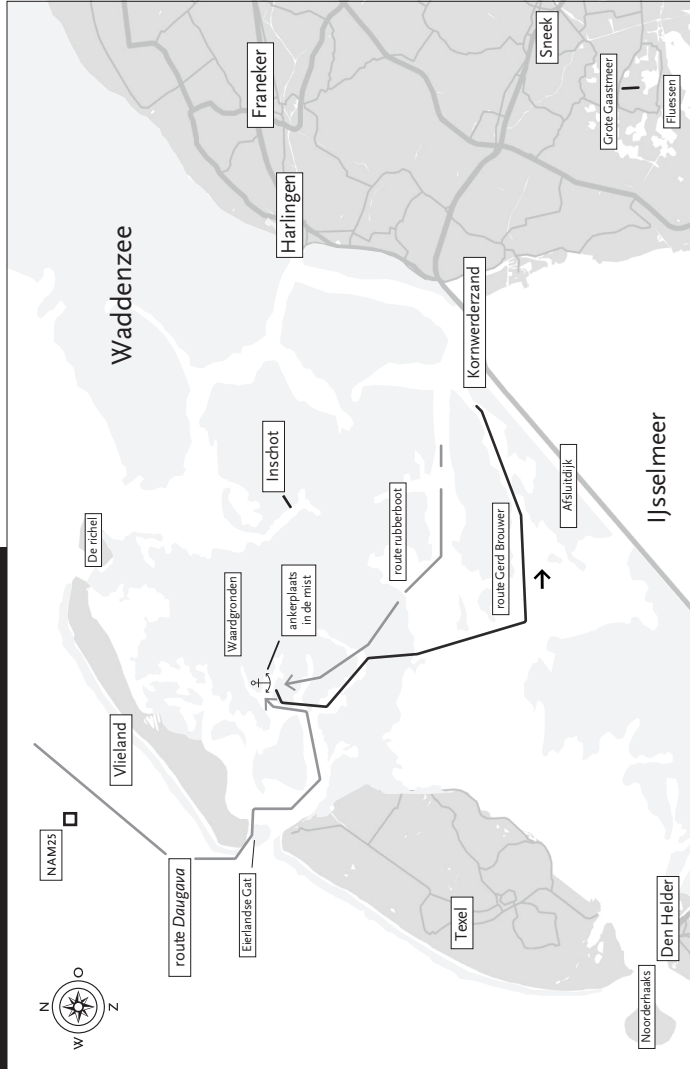 N
O
Z
W
NAM25
Vlieland
De richel
Waddenzee
route Daugava
Eierlandse Gat
Waardgronden
ankerplaats
in de mist
Inschot
Harlingen
Franeker
route rubberboot
Kornwerderzand
Sneek
Texel
route Gerd Brouwer
Afsluitdijk
Grote Gaastmeer
Fluessen
IJsselmeer
Noorderhaaks
Den Helder